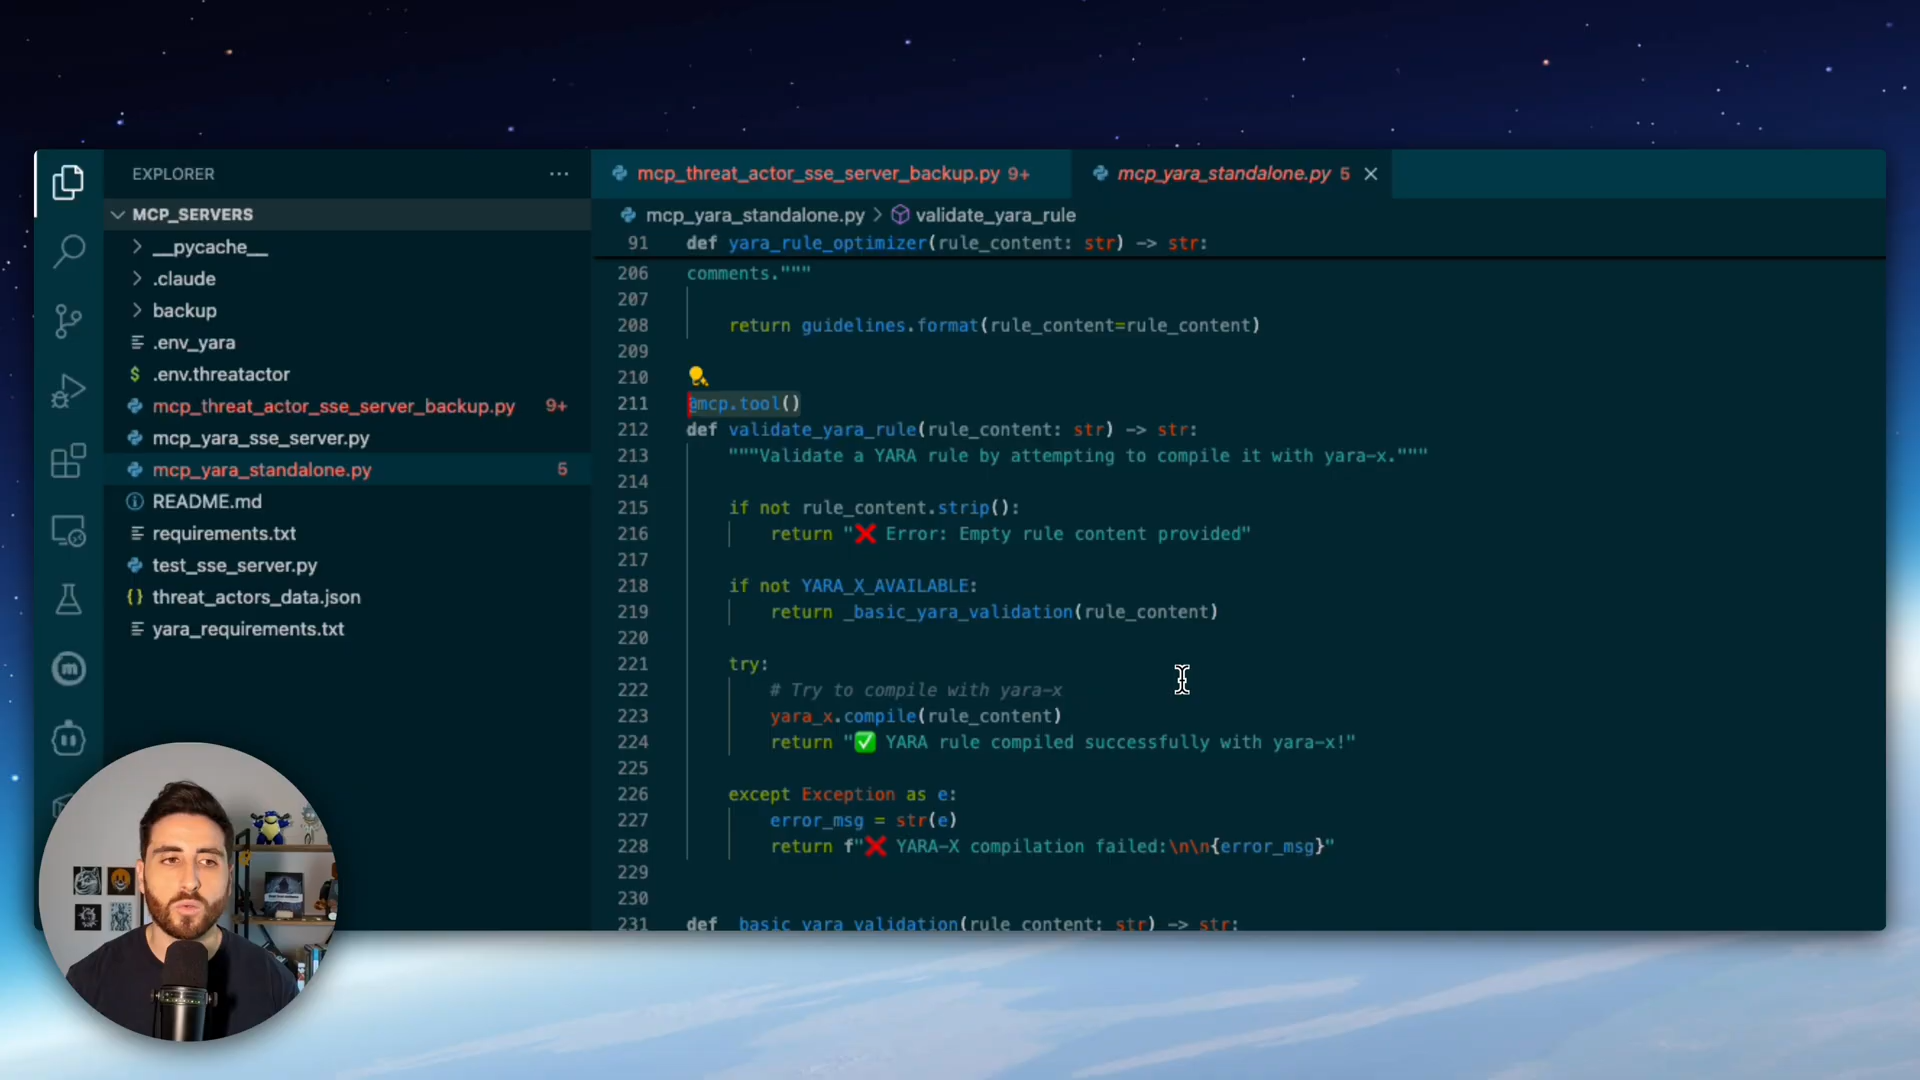 EXPLORER
MCP_SERVERS
__pycache__
.claude
backup
.env_yara
.env.threatactor
mcp_threat_actor_sse_server_backup.py 9+
mcp_yara_sse_server.py
mcp_yara_standalone.py 5
README.md
requirements.txt
test_sse_server.py
threat_actors_data.json
yara_requirements.txt
mcp_threat_actor_sse_server_backup.py 9+
mcp_yara_standalone.py 5
mcp_yara_standalone.py > validate_yara_rule
91 def yara_rule_optimizer(rule_content: str) -> str:
206 comments."""
207
208 return guidelines.format(rule_content=rule_content)
209
210
211 @mcp.tool()
212 def validate_yara_rule(rule_content: str) -> str:
213 """Validate a YARA rule by attempting to compile it with yara-x."""
214
215 if not rule_content.strip():
216 return "❌ Error: Empty rule content provided"
217
218 if not YARA_X_AVAILABLE:
219 return _basic_yara_validation(rule_content)
220
221 try:
222 # Try to compile with yara-x
223 yara_x.compile(rule_content)
224 return "✅ YARA rule compiled successfully with yara-x!"
225
226 except Exception as e:
227 error_msg = str(e)
228 return f"❌ YARA-X compilation failed:\n\n{error_msg}"
229
230
231 def _basic_yara_validation(rule_content: str) -> str: